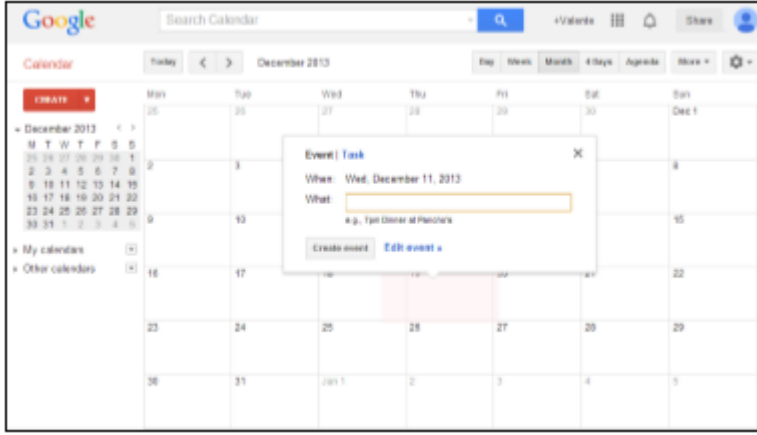 Google
Search Calendar
+Valente
Share
Calendar
Today
December 2013
Day Week Month 4 Days Agenda
More
CREATE
Mon Tue Wed Thu Fri Sat Sun
December 2013
M T W T F S S
25 26 27 28 29 30 1
2 3 4 5 6 7 8
9 10 11 12 13 14 15
16 17 18 19 20 21 22
23 24 25 26 27 28 29
30 31 1 2 3 4 5
My calendars
Other calendars
25 26 27 28 29 30 Dec 1
2 3 8
9 10 15
16 17 18 19 20 21 22
23 24 25 26 27 28 29
30 31 Jan 1 2 3 4 5
Event | Task
When: Wed, December 11, 2013
What:
e.g., 7pm Dinner at Pancho's
Create event Edit event »